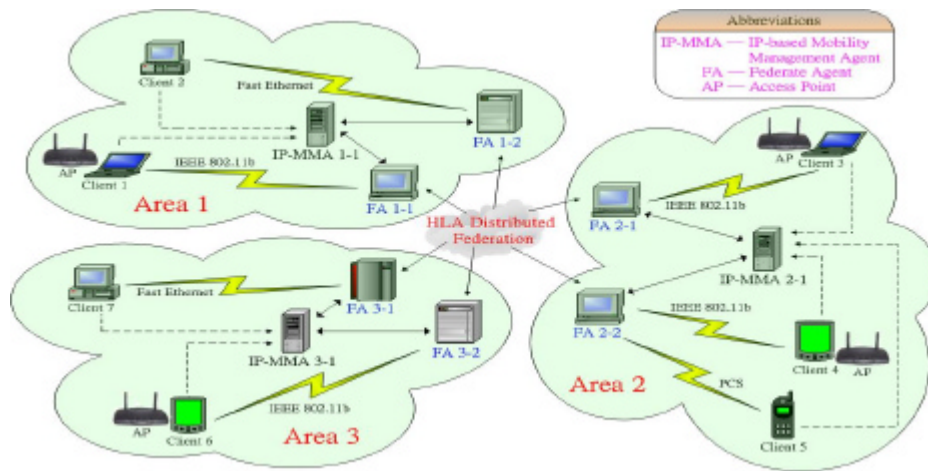 Abbreviations
IP-MMA — IP-based Mobility
Management Agent
FA — Federate Agent
AP — Access Point
Client 2
Fast Ethernet
IP-MMA 1-1
FA 1-2
AP
Client 1
IEEE 802.11b
FA 1-1
Area 1
HLA Distributed
Federation
AP
Client 3
IEEE 802.11b
FA 2-1
IP-MMA 2-1
FA 2-2
IEEE 802.11b
Client 4
AP
PCS
Client 5
Area 2
Client 7
Fast Ethernet
FA 3-1
IP-MMA 3-1
FA 3-2
IEEE 802.11b
AP
Client 6
Area 3